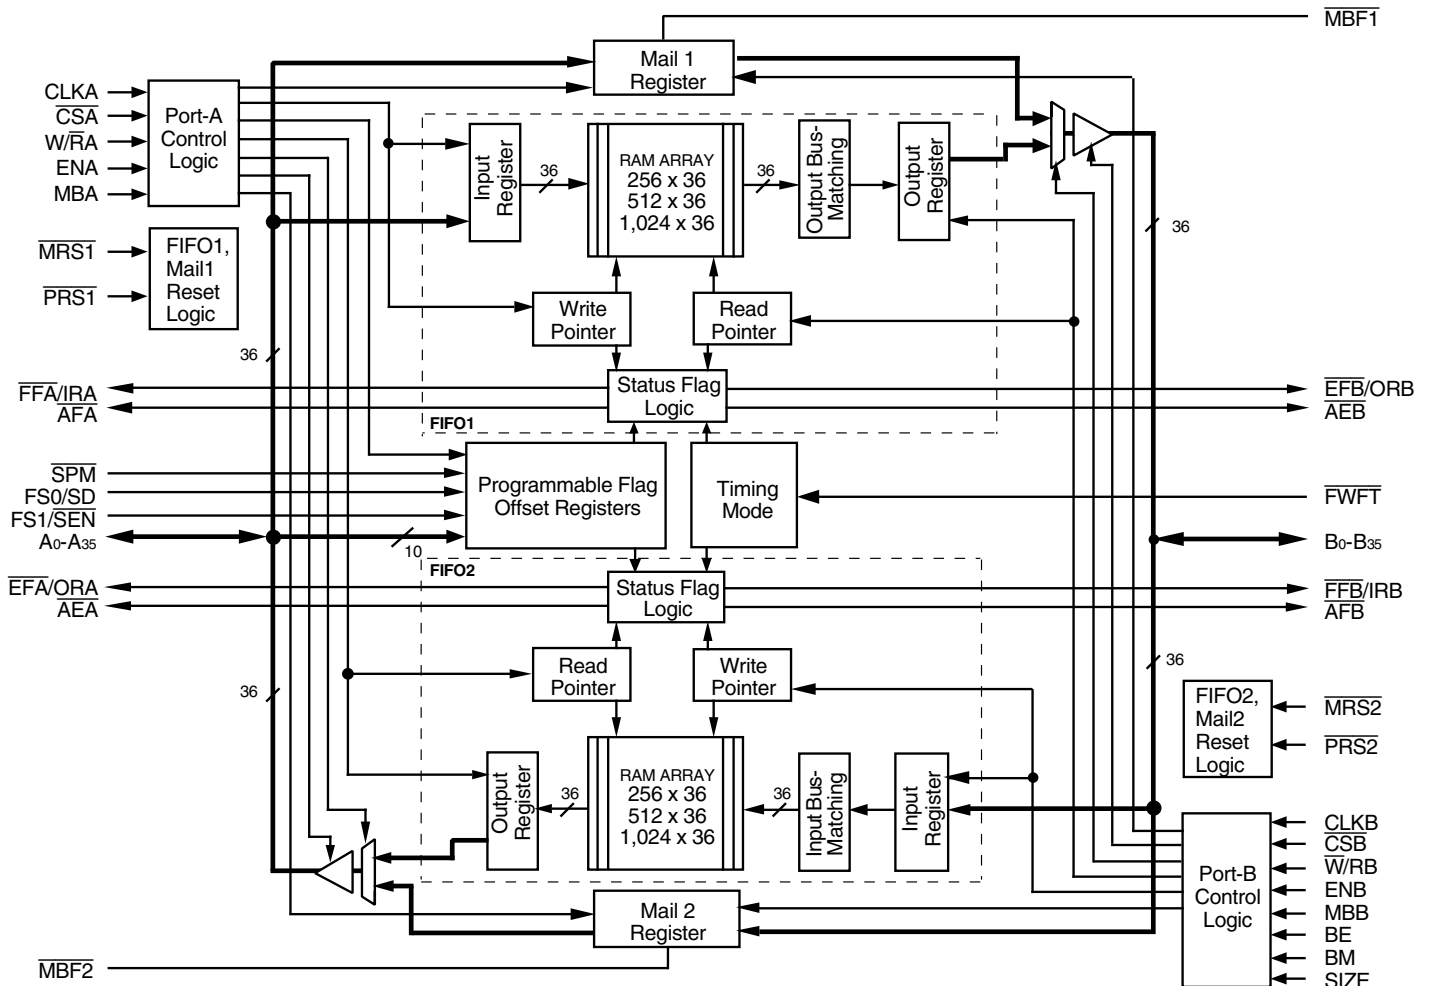 MBF1
Mail 1
Register
CLKA
CSA
W/RA
ENA
MBA
Port-A
Control
Logic
Input
Register
36
RAM ARRAY
256 x 36
512 x 36
1,024 x 36
36
Output Bus-
Matching
Output
Register
36
MRS1
PRS1
FIFO1,
Mail1
Reset
Logic
Write
Pointer
Read
Pointer
36
FFA/IRA
AFA
Status Flag
Logic
EFB/ORB
AEB
FIFO1
SPM
FS0/SD
FS1/SEN
A0-A35
10
Programmable Flag
Offset Registers
Timing
Mode
FWFT
B0-B35
FIFO2
EFA/ORA
AEA
Status Flag
Logic
FFB/IRB
AFB
36
Read
Pointer
Write
Pointer
36
FIFO2,
Mail2
Reset
Logic
MRS2
PRS2
Output
Register
36
RAM ARRAY
256 x 36
512 x 36
1,024 x 36
36
Input Bus-
Matching
Input
Register
Port-B
Control
Logic
CLKB
CSB
W/RB
ENB
MBB
BE
BM
SIZE
Mail 2
Register
MBF2